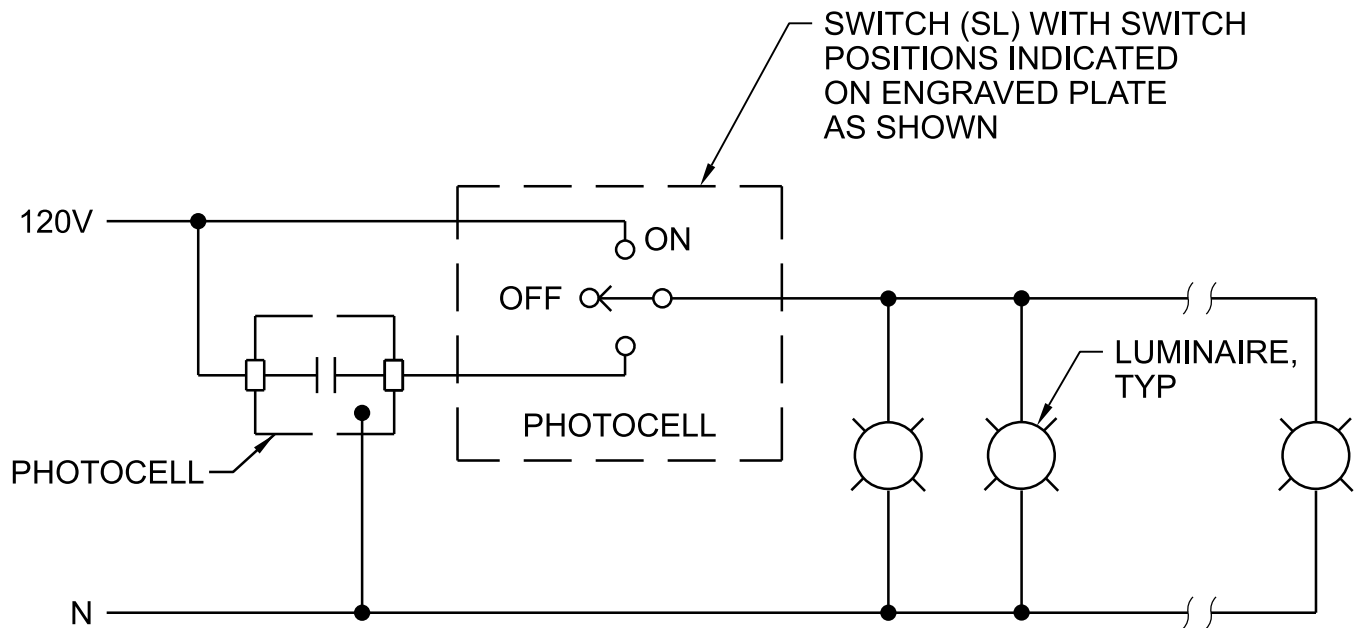 SWITCH (SL) WITH SWITCH
POSITIONS INDICATED
ON ENGRAVED PLATE
AS SHOWN
120V
ON
OFF
LUMINAIRE,
TYP
PHOTOCELL
PHOTOCELL
N